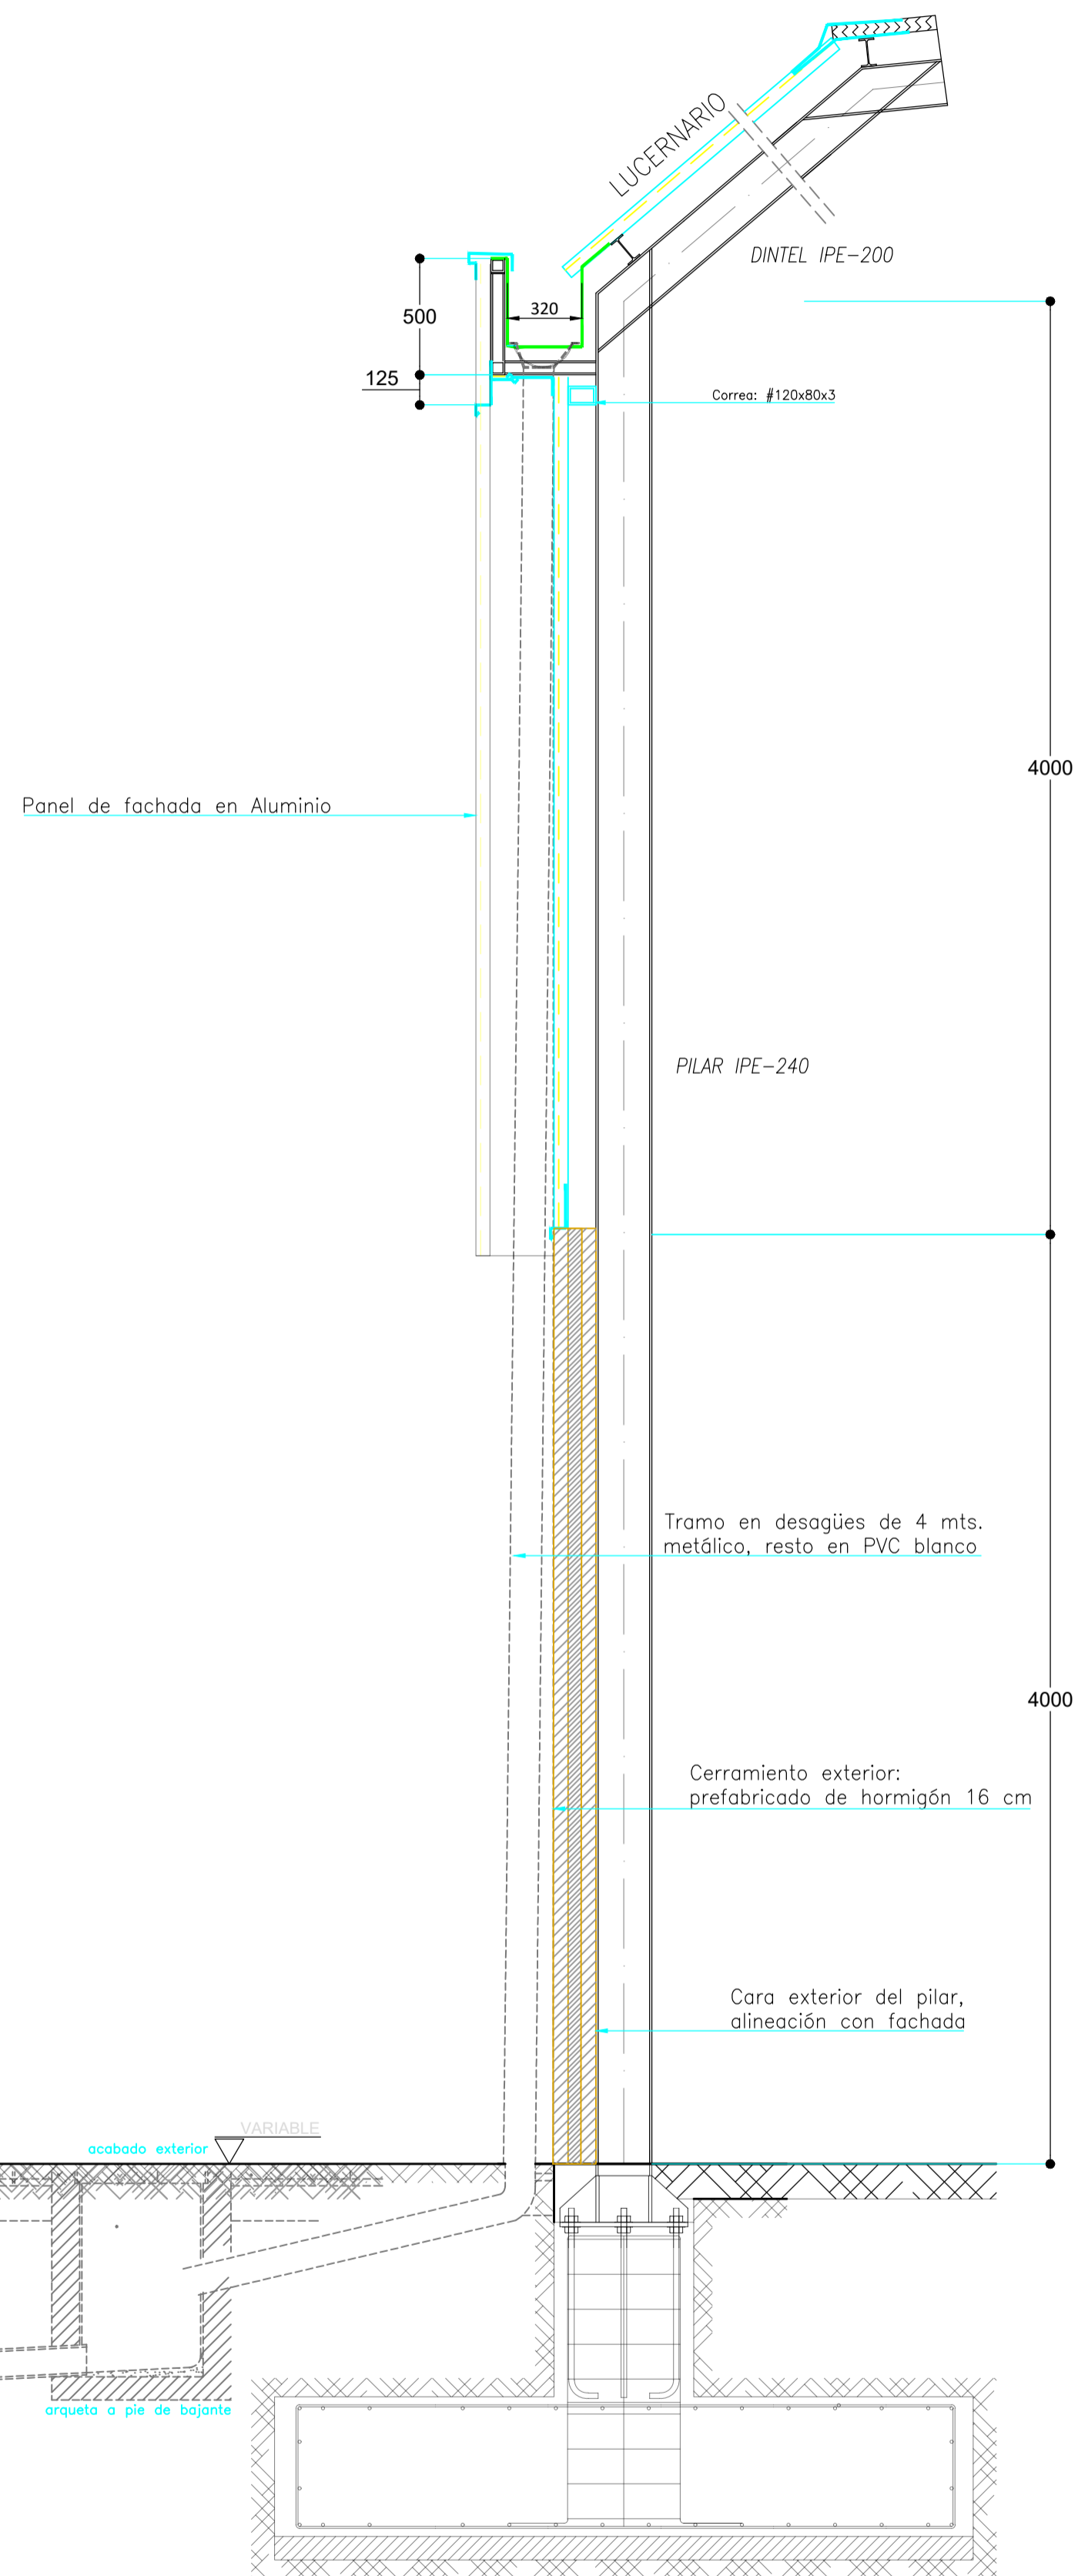 LUCERNARIO
DINTEL IPE-200
500
320
125
Correa: #120x80x3
4000
Panel de fachada en Aluminio
PILAR IPE-240
Tramo en desagües de 4 mts.
metálico, resto en PVC blanco
4000
Cerramiento exterior:
prefabricado de hormigón 16 cm
Cara exterior del pilar,
alineación con fachada
VARIABLE
acabado exterior
arqueta a pie de bajante